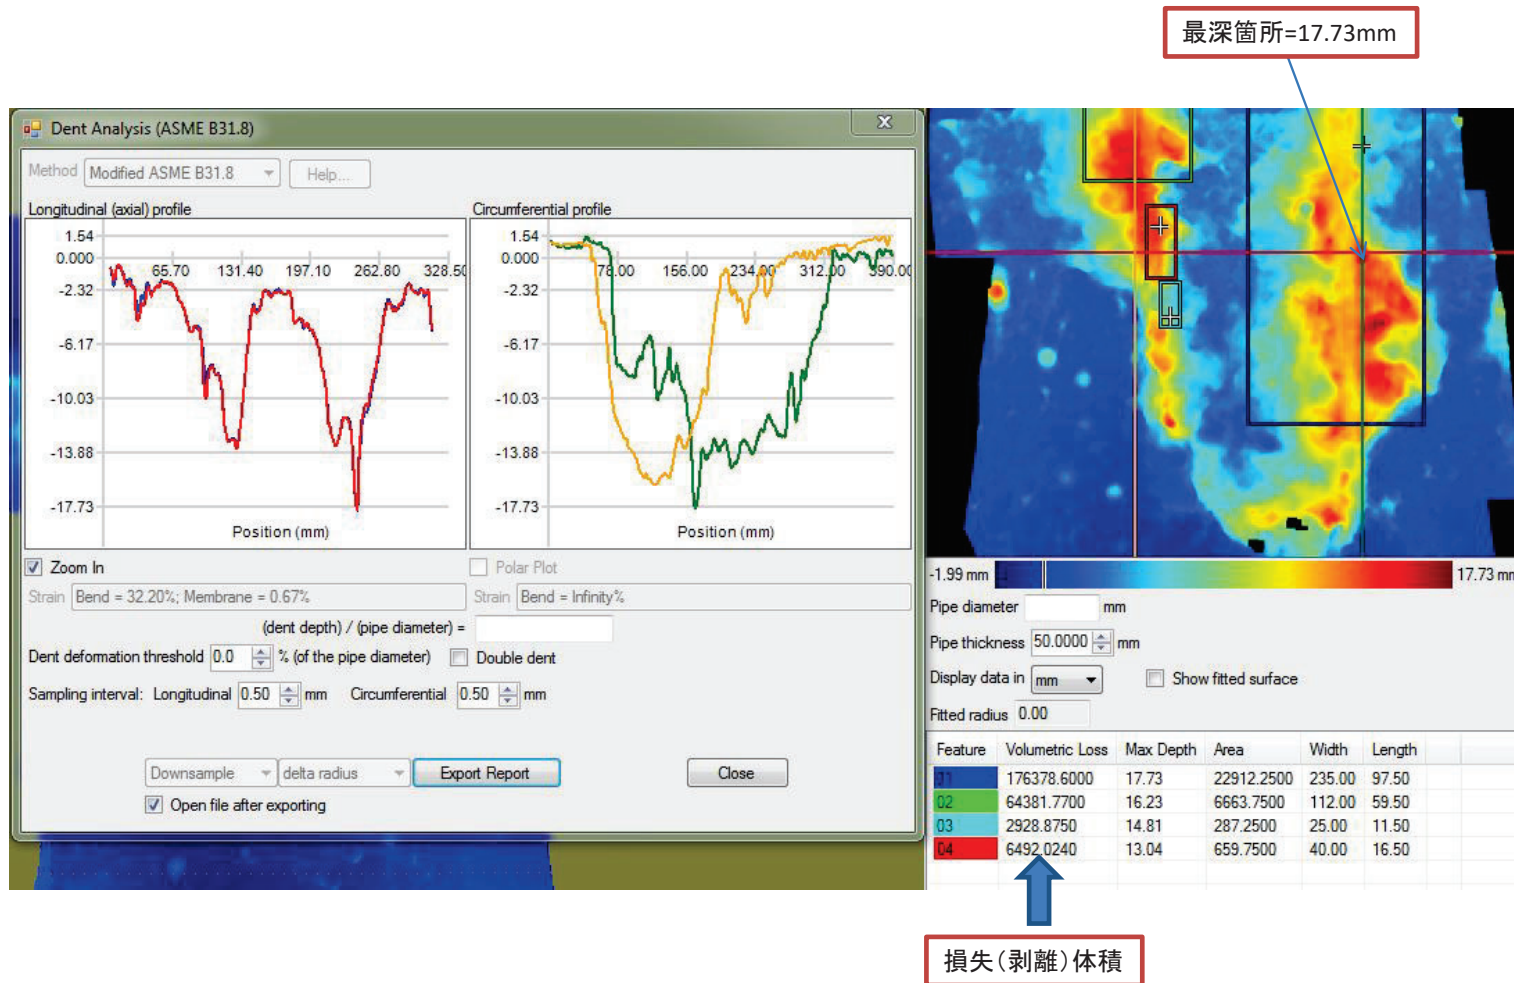 最深箇所=17.73mm
Dent Analysis (ASME B31.8)
Method Modified ASME B31.8 Help...
Longitudinal (axial) profile
1.54
0.000
65.70 131.40 197.10 262.80 328.50
-2.32
-6.17
-10.03
-13.88
-17.73
Position (mm)
Circumferential profile
1.54
0.000
78.00 156.00 234.00 312.00 390.00
-2.32
-6.17
-10.03
-13.88
-17.73
Position (mm)
Zoom In
Polar Plot
Strain Bend = 32.20%; Membrane = 0.67%
Strain Bend = Infinity%
(dent depth) / (pipe diameter) =
Dent deformation threshold 0.0 % (of the pipe diameter) Double dent
Sampling interval: Longitudinal 0.50 mm Circumferential 0.50 mm
Downsample delta radius Export Report Close
Open file after exporting
-1.99 mm 17.73 mm
Pipe diameter mm
Pipe thickness 50.0000 mm
Display data in mm Show fitted surface
Fitted radius 0.00
Feature Volumetric Loss Max Depth Area Width Length
01 176378.6000 17.73 22912.2500 235.00 97.50
02 64381.7700 16.23 6663.7500 112.00 59.50
03 2928.8750 14.81 287.2500 25.00 11.50
04 6492.0240 13.04 659.7500 40.00 16.50
損失（剥離）体積